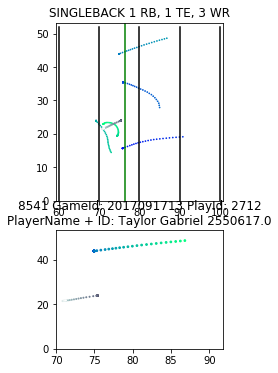 SINGLEBACK 1 RB, 1 TE, 3 WR
50
40
30
20
10
0
60 70 80 90 100
8541 GameId: 2017091713 PlayId: 2712
PlayerName + ID: Taylor Gabriel 2550617.0
40
20
0
70 75 80 85 90